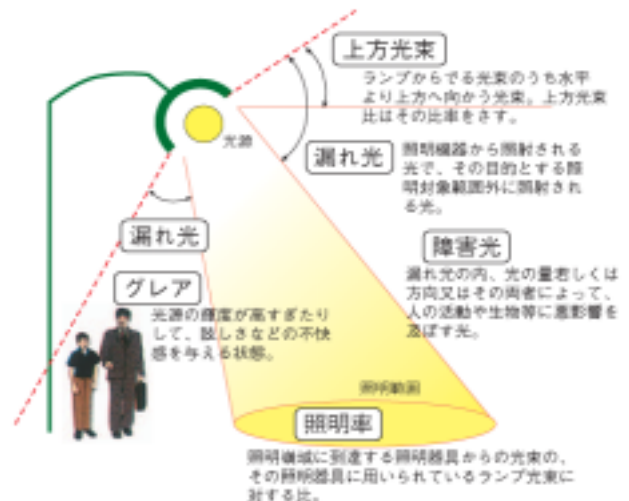 上方光束
ランプからでる光束のうち水平
より上方へ向かう光束。上方光束
比はその比率をさす。
光源
漏れ光
照明機器から照射される
光で、その目的とする照
明対象範囲外に照射され
る光。
漏れ光
障害光
漏れ光の内、光の量若しくは
方向又はその両者によって、
人の活動や生物等に悪影響を
及ぼす光。
グレア
光源の輝度が高すぎたり
して、眩しさなどの不快
感を与える状態。
照明範囲
照明率
照明領域に到達する照明器具からの光束の、
その照明器具に用いられているランプ光束に
対する比。